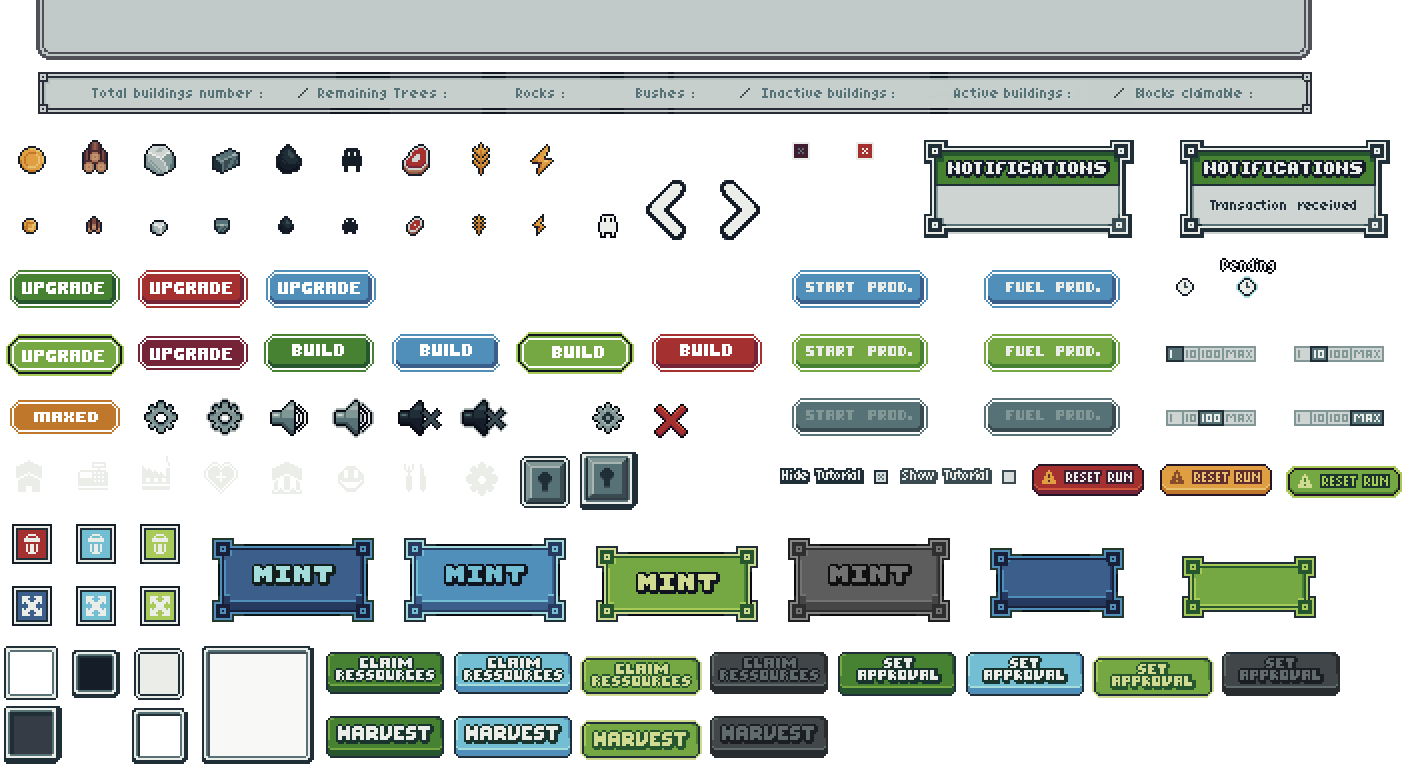 Total buildings number : / Remaining Trees : Rocks : Bushes : / Inactive buildings : Active buildings : / Blocks claimable :
NOTIFICATIONS NOTIFICATIONS
Transaction received
Pending
UPGRADE UPGRADE UPGRADE START PROD. FUEL PROD.
UPGRADE UPGRADE BUILD BUILD BUILD BUILD START PROD. FUEL PROD. 1 10 100 MAX 1 10 100 MAX
MAXED START PROD. FUEL PROD. 1 10 100 MAX 1 10 100 MAX
Hide Tutorial Show Tutorial RESET RUN RESET RUN RESET RUN
MINT MINT MINT MINT
CLAIM CLAIM CLAIM CLAIM SET SET SET SET
RESSOURCES RESSOURCES RESSOURCES RESSOURCES APPROVAL APPROVAL APPROVAL APPROVAL
HARVEST HARVEST HARVEST HARVEST